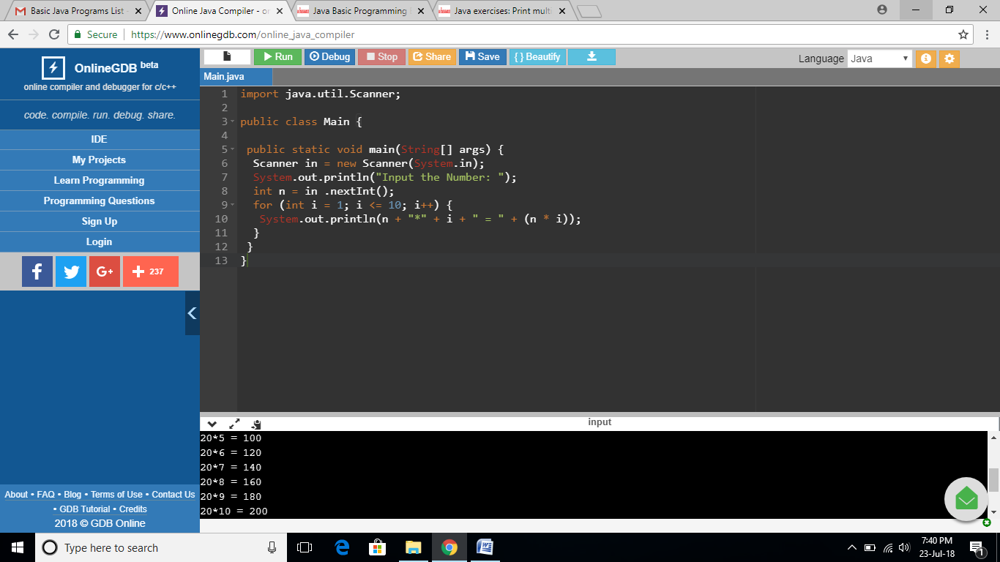 Basic Java Programs List
Online Java Compiler - o
Java Basic Programming
Java exercises: Print mult
Secure https://www.onlinegdb.com/online_java_compiler
OnlineGDB beta
online compiler and debugger for c/c++
code. compile. run. debug. share.
IDE
My Projects
Learn Programming
Programming Questions
Sign Up
Login
f G+ + 237
About • FAQ • Blog • Terms of Use • Contact Us
• GDB Tutorial • Credits
2018 © GDB Online
Run Debug Stop Share Save { } Beautify Language Java
Main.java
1 import java.util.Scanner;
2
3 public class Main {
4
5 public static void main(String[] args) {
6 Scanner in = new Scanner(System.in);
7 System.out.println("Input the Number: ");
8 int n = in .nextInt();
9 for (int i = 1; i <= 10; i++) {
10 System.out.println(n + "*" + i + " = " + (n * i));
11 }
12 }
13 }
input
20*5 = 100
20*6 = 120
20*7 = 140
20*8 = 160
20*9 = 180
20*10 = 200
Type here to search
7:40 PM
23-Jul-18
1